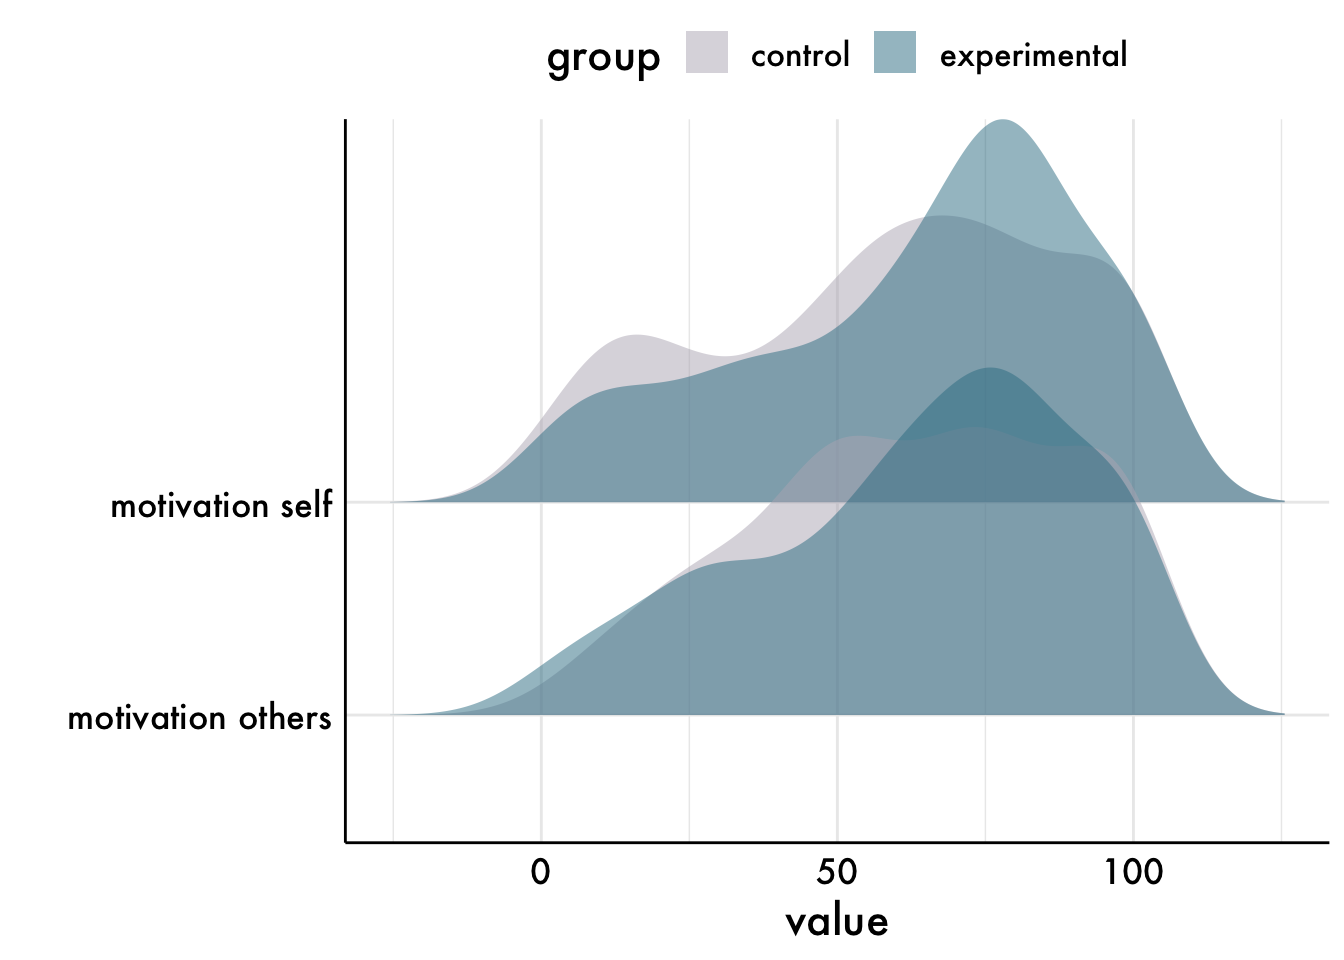 group control experimental
motivation self
motivation others
0 50 100
value